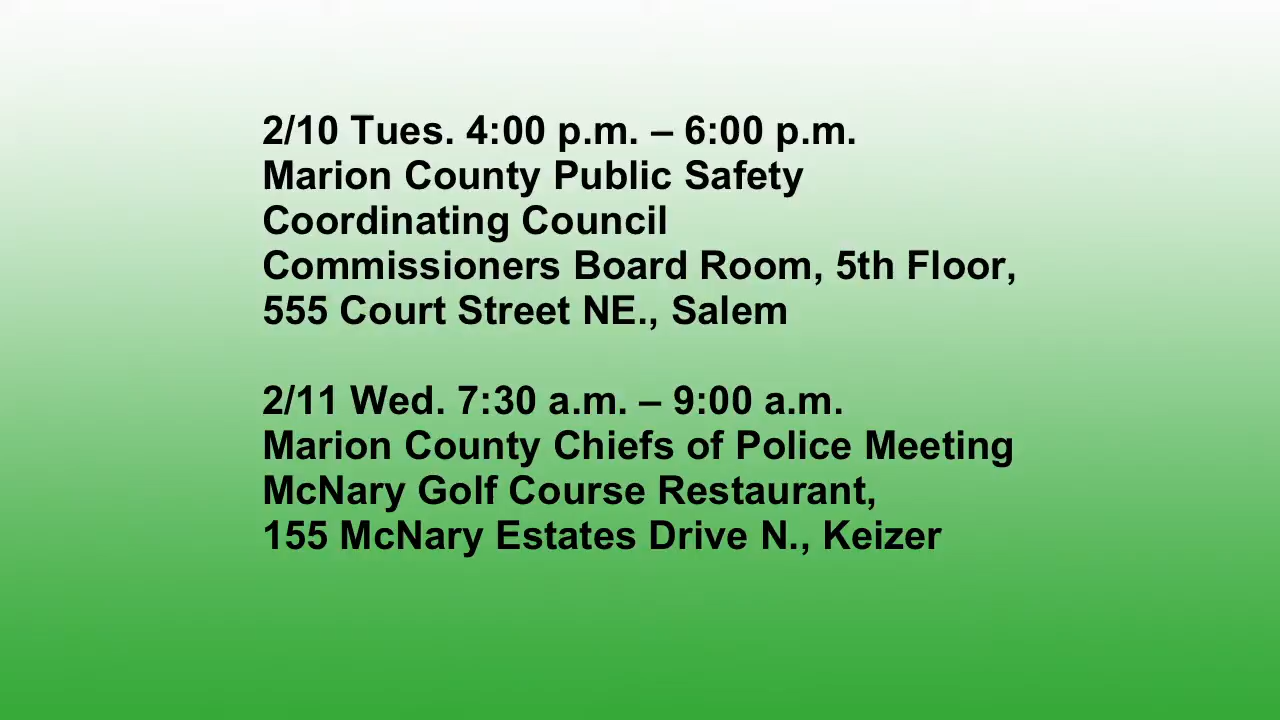 2/10 Tues. 4:00 p.m. – 6:00 p.m.
Marion County Public Safety
Coordinating Council
Commissioners Board Room, 5th Floor,
555 Court Street NE., Salem
2/11 Wed. 7:30 a.m. – 9:00 a.m.
Marion County Chiefs of Police Meeting
McNary Golf Course Restaurant,
155 McNary Estates Drive N., Keizer